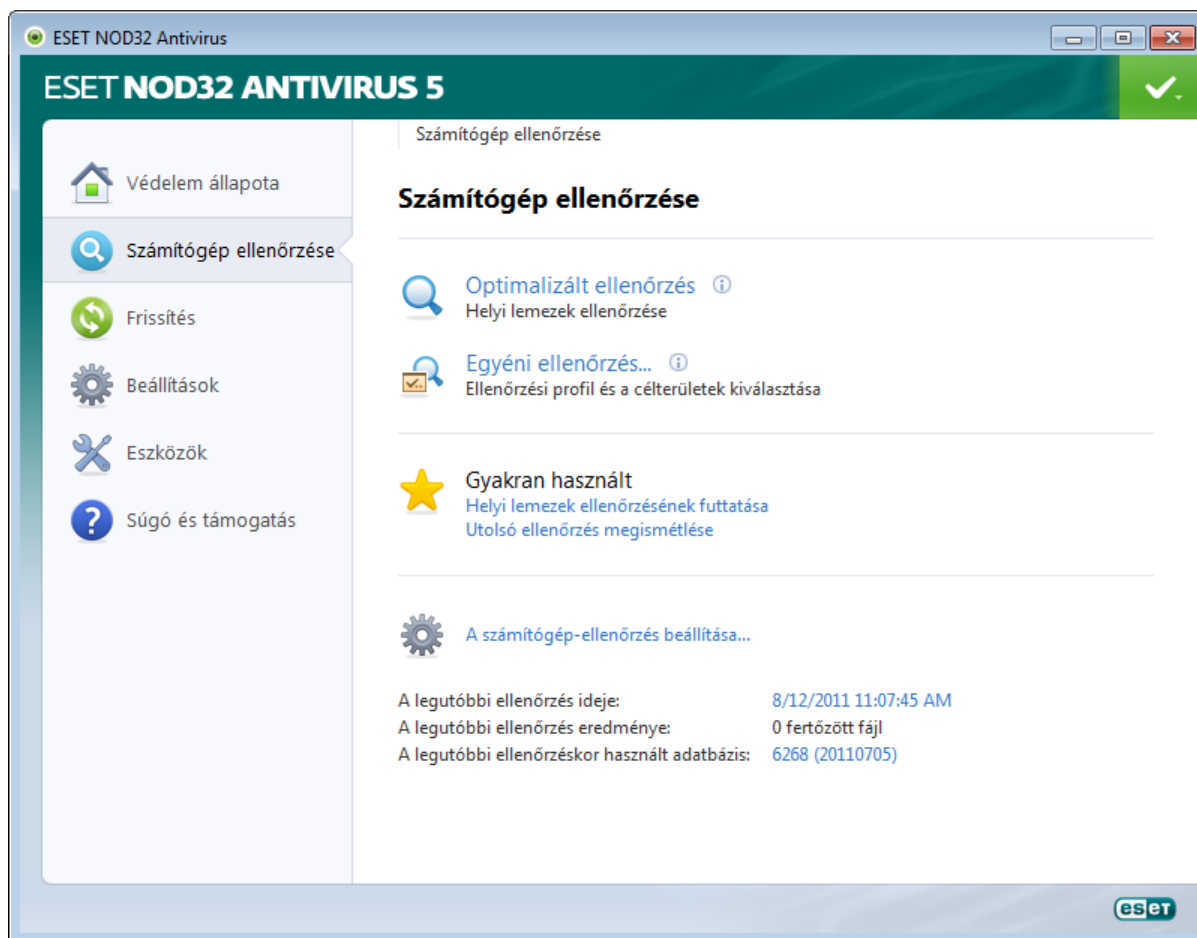 ESET NOD32 Antivirus
ESET NOD32 ANTIVIRUS 5
Védelem állapota
Számítógép ellenőrzése
Frissítés
Beállítások
Eszközök
Súgó és támogatás
Számítógép ellenőrzése
Számítógép ellenőrzése
Optimalizált ellenőrzés
Helyi lemezek ellenőrzése
Egyéni ellenőrzés...
Ellenőrzési profil és a célterületek kiválasztása
Gyakran használt
Helyi lemezek ellenőrzésének futtatása
Utolsó ellenőrzés megismétlése
A számítógép-ellenőrzés beállítása...
A legutóbbi ellenőrzés ideje: 8/12/2011 11:07:45 AM
A legutóbbi ellenőrzés eredménye: 0 fertőzött fájl
A legutóbbi ellenőrzéskor használt adatbázis: 6268 (20110705)
eset